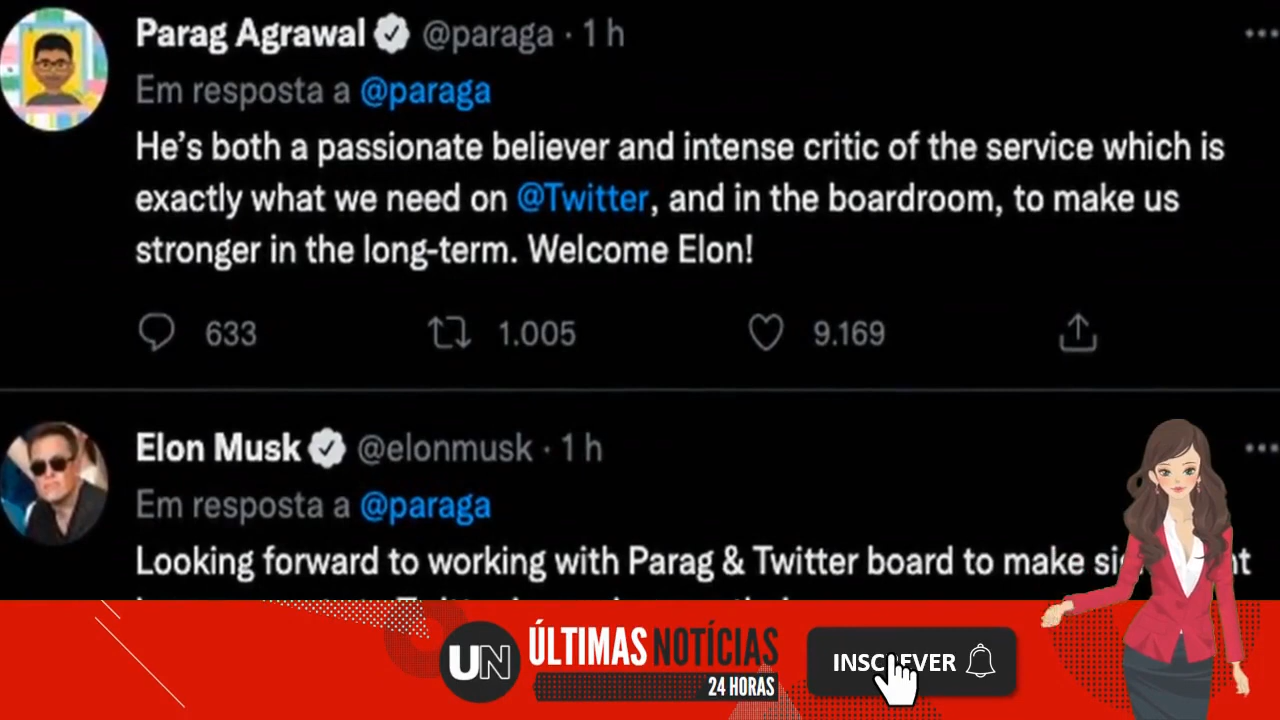 Parag Agrawal @paraga · 1 h
Em resposta a @paraga
He's both a passionate believer and intense critic of the service which is
exactly what we need on @Twitter, and in the boardroom, to make us
stronger in the long-term. Welcome Elon!
633 1.005 9.169
Elon Musk @elonmusk · 1 h
Em resposta a @paraga
Looking forward to working with Parag & Twitter board to make
UN ÚLTIMAS NOTÍCIAS
24 HORAS
INSCREVER